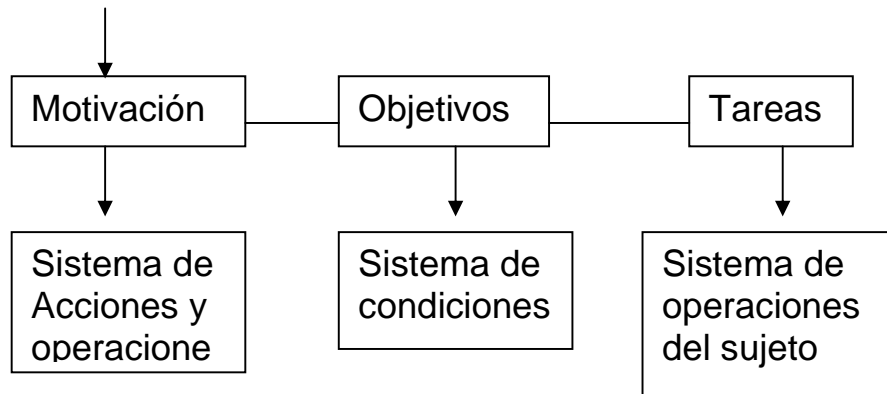 Motivación
Objetivos
Tareas
Sistema de
Acciones y
operacione
Sistema de
condiciones
Sistema de
operaciones
del sujeto